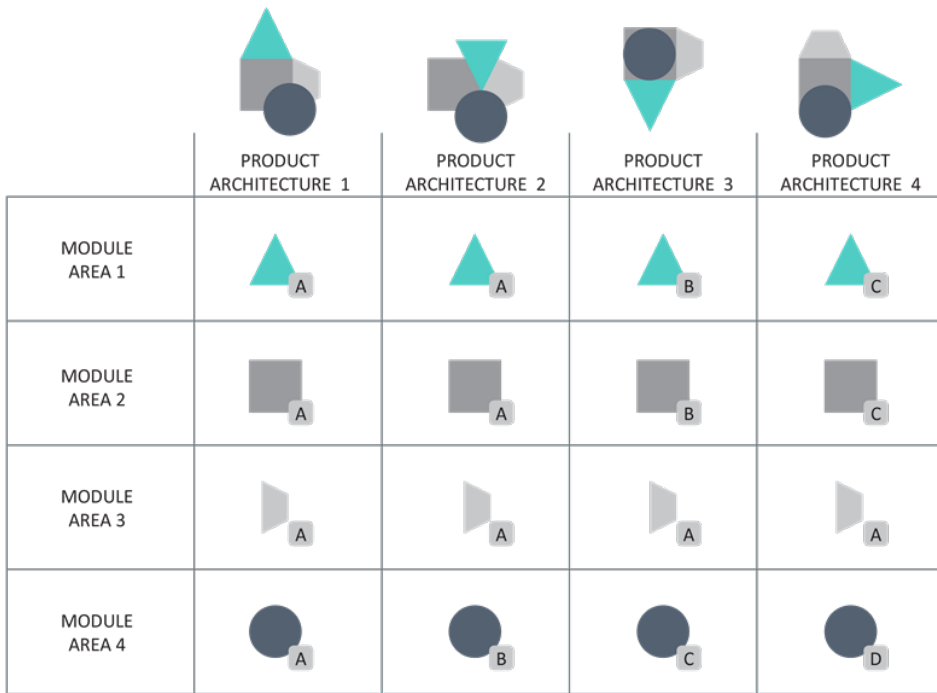 PRODUCT
ARCHITECTURE 1
PRODUCT
ARCHITECTURE 2
PRODUCT
ARCHITECTURE 3
PRODUCT
ARCHITECTURE 4
MODULE
AREA 1
A
A
B
C
MODULE
AREA 2
A
A
B
C
MODULE
AREA 3
A
A
A
A
MODULE
AREA 4
A
B
C
D